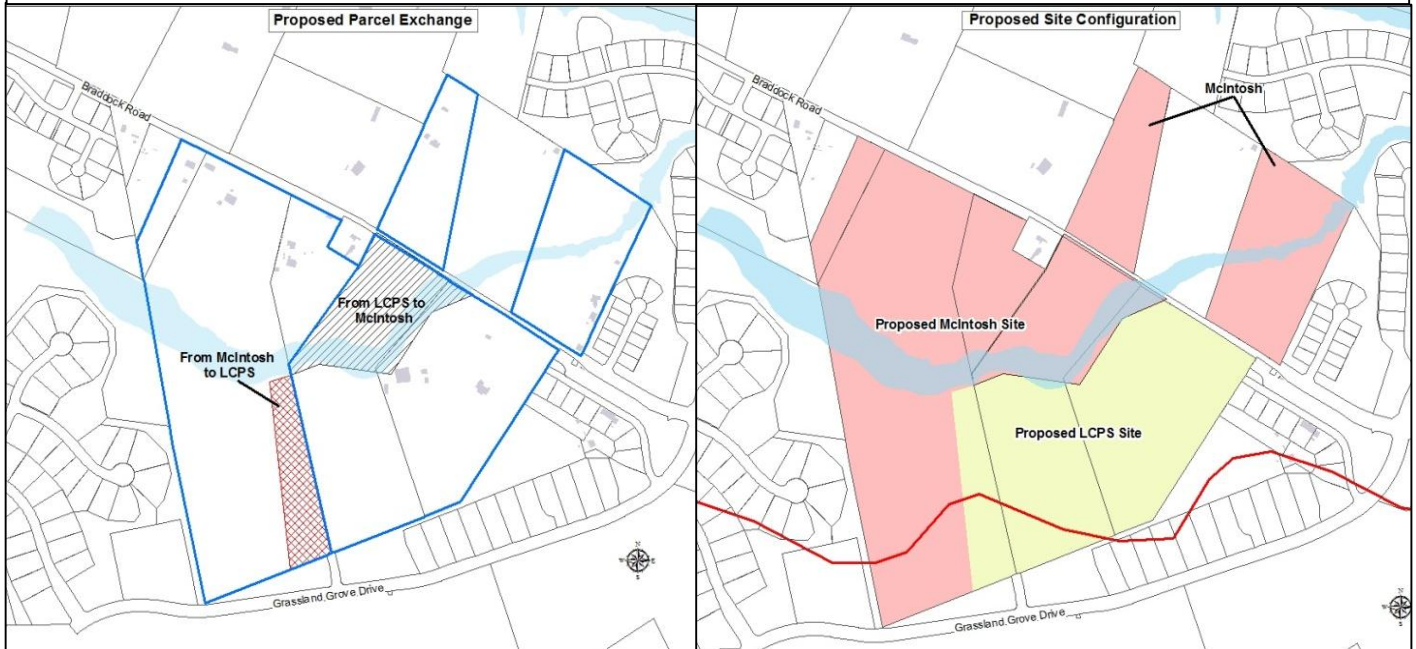 Proposed Parcel Exchange
Braddock Road
From LCPS to
McIntosh
From McIntosh
to LCPS
Grassland Grove Drive
N
W
E
S
Proposed Site Configuration
Braddock Road
McIntosh
Proposed McIntosh Site
Proposed LCPS Site
Grassland Grove Drive
N
W
E
S